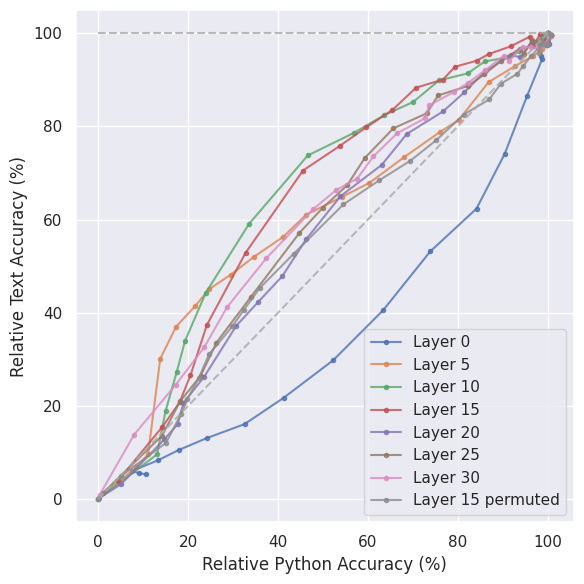 100
80
60
40
20
0
Relative Text Accuracy (%)
Layer 0
Layer 5
Layer 10
Layer 15
Layer 20
Layer 25
Layer 30
Layer 15 permuted
0 20 40 60 80 100
Relative Python Accuracy (%)